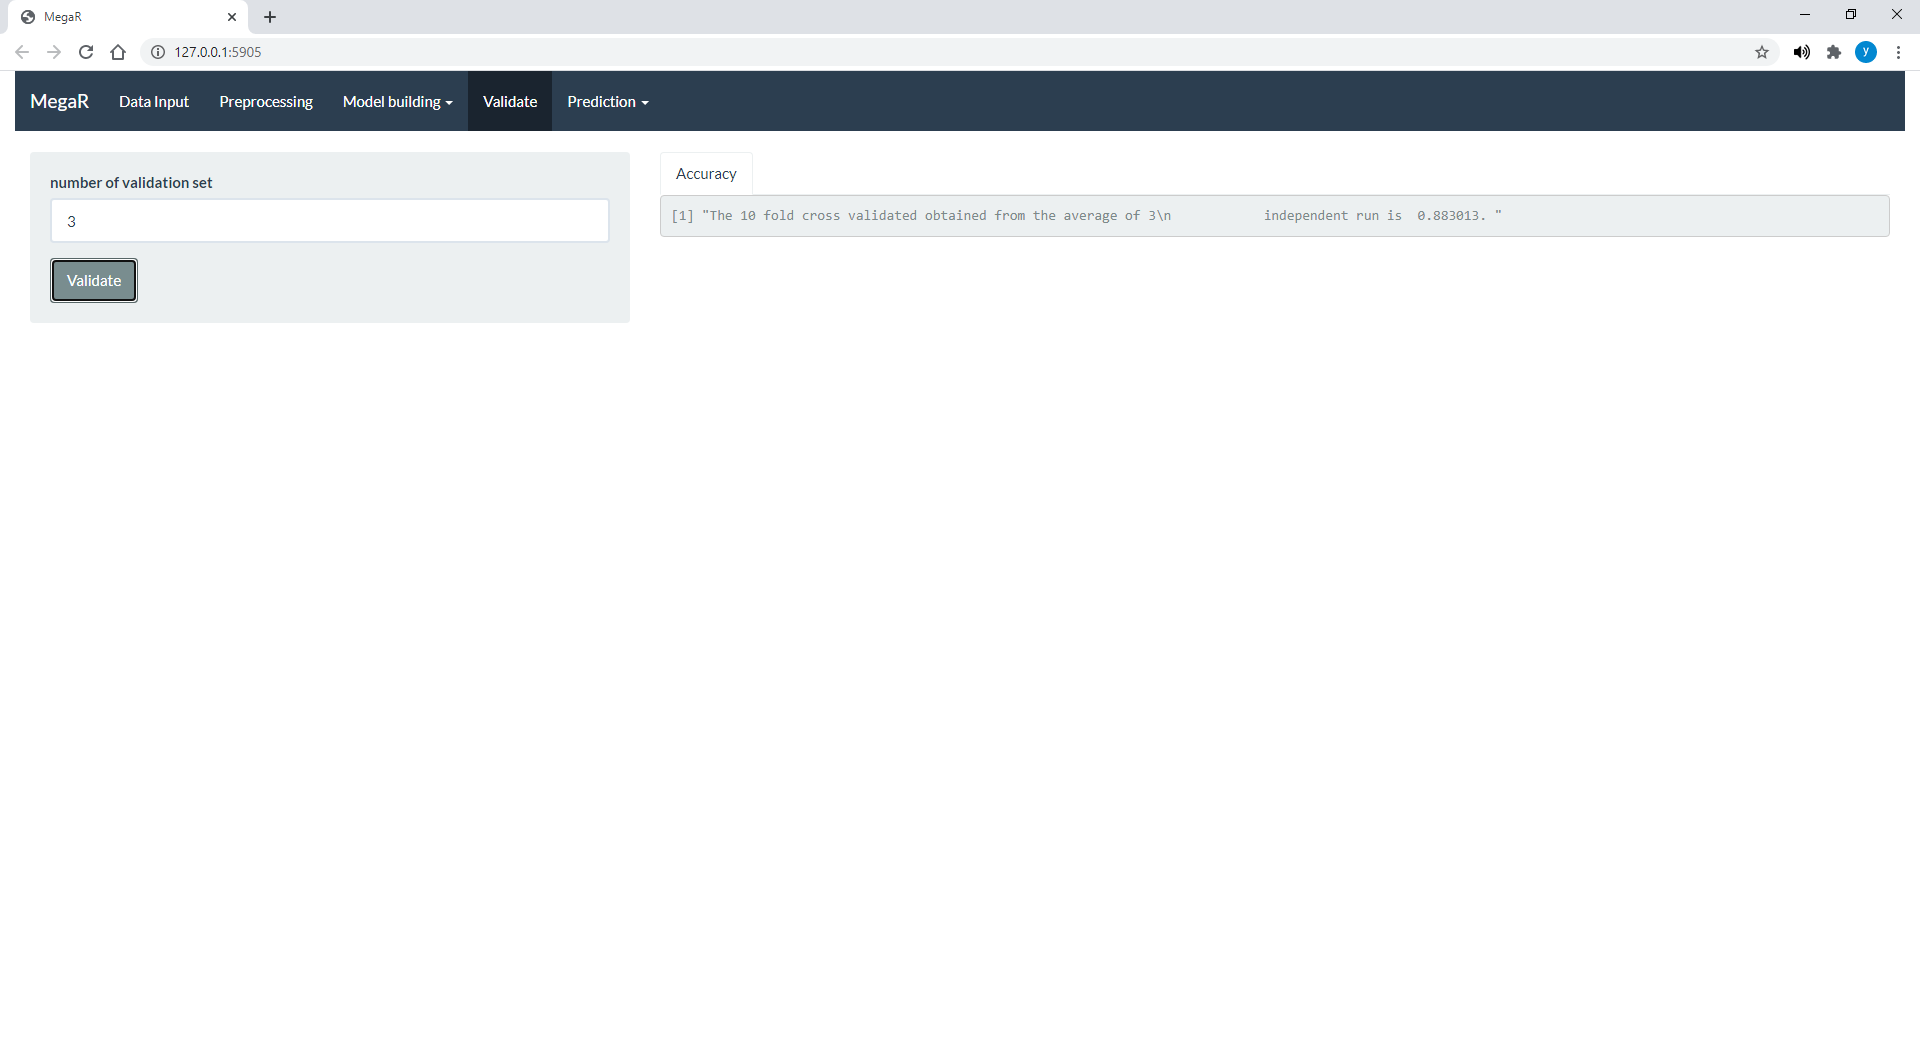 MegaR
127.0.0.1:5905
y
MegaR Data Input Preprocessing Model building Validate Prediction
number of validation set
3
Validate
Accuracy
[1] "The 10 fold cross validated obtained from the average of 3\n            independent run is  0.883013. "